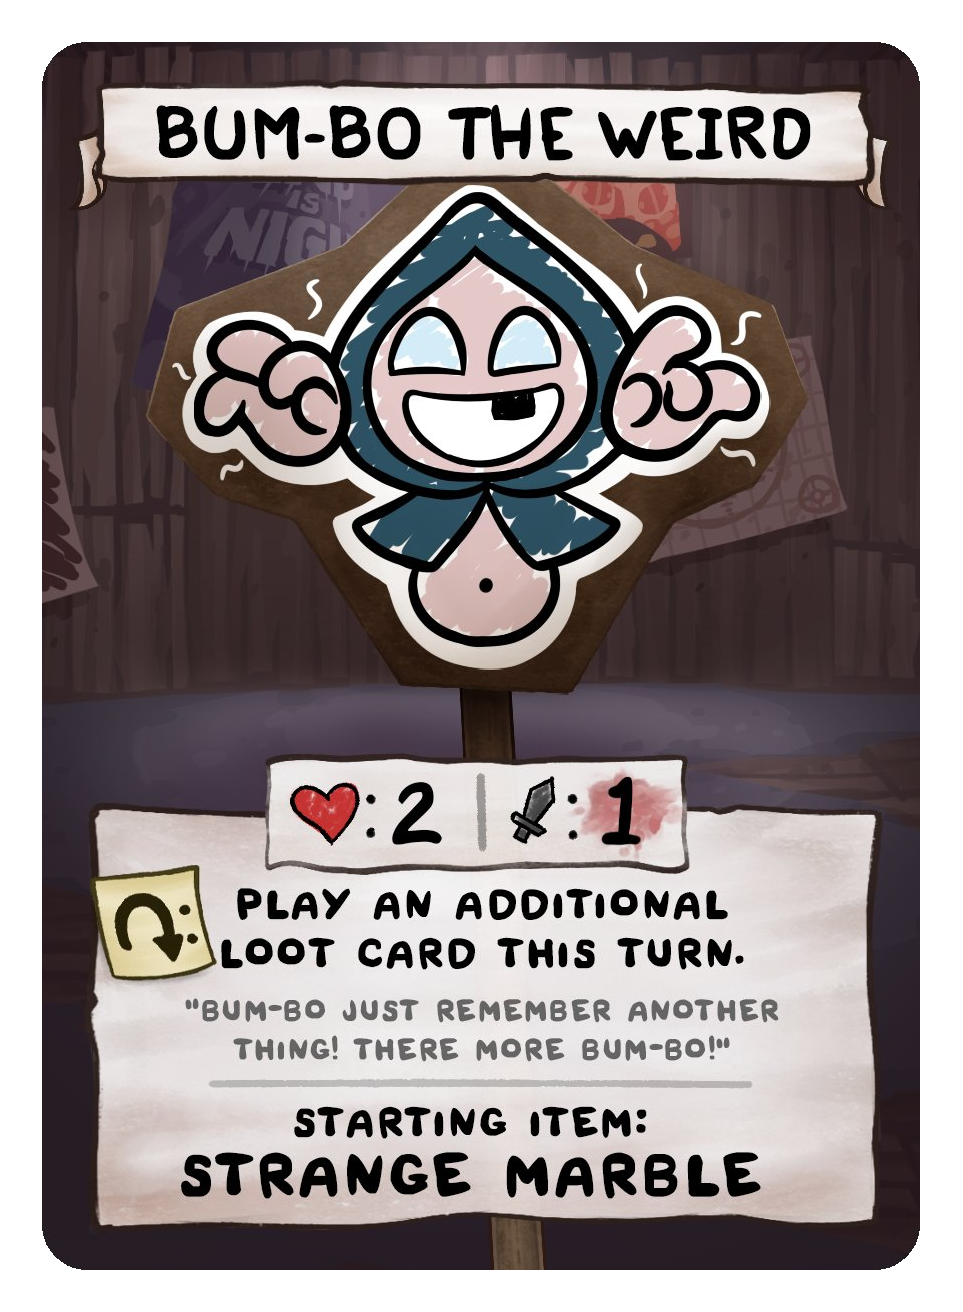 BUM-BO THE WEIRD
IS
2 1
PLAY AN ADDITIONAL
LOOT CARD THIS TURN.
"BUM-BO JUST REMEMBER ANOTHER
THING! THERE MORE BUM-BO!"
STARTING ITEM:
STRANGE MARBLE